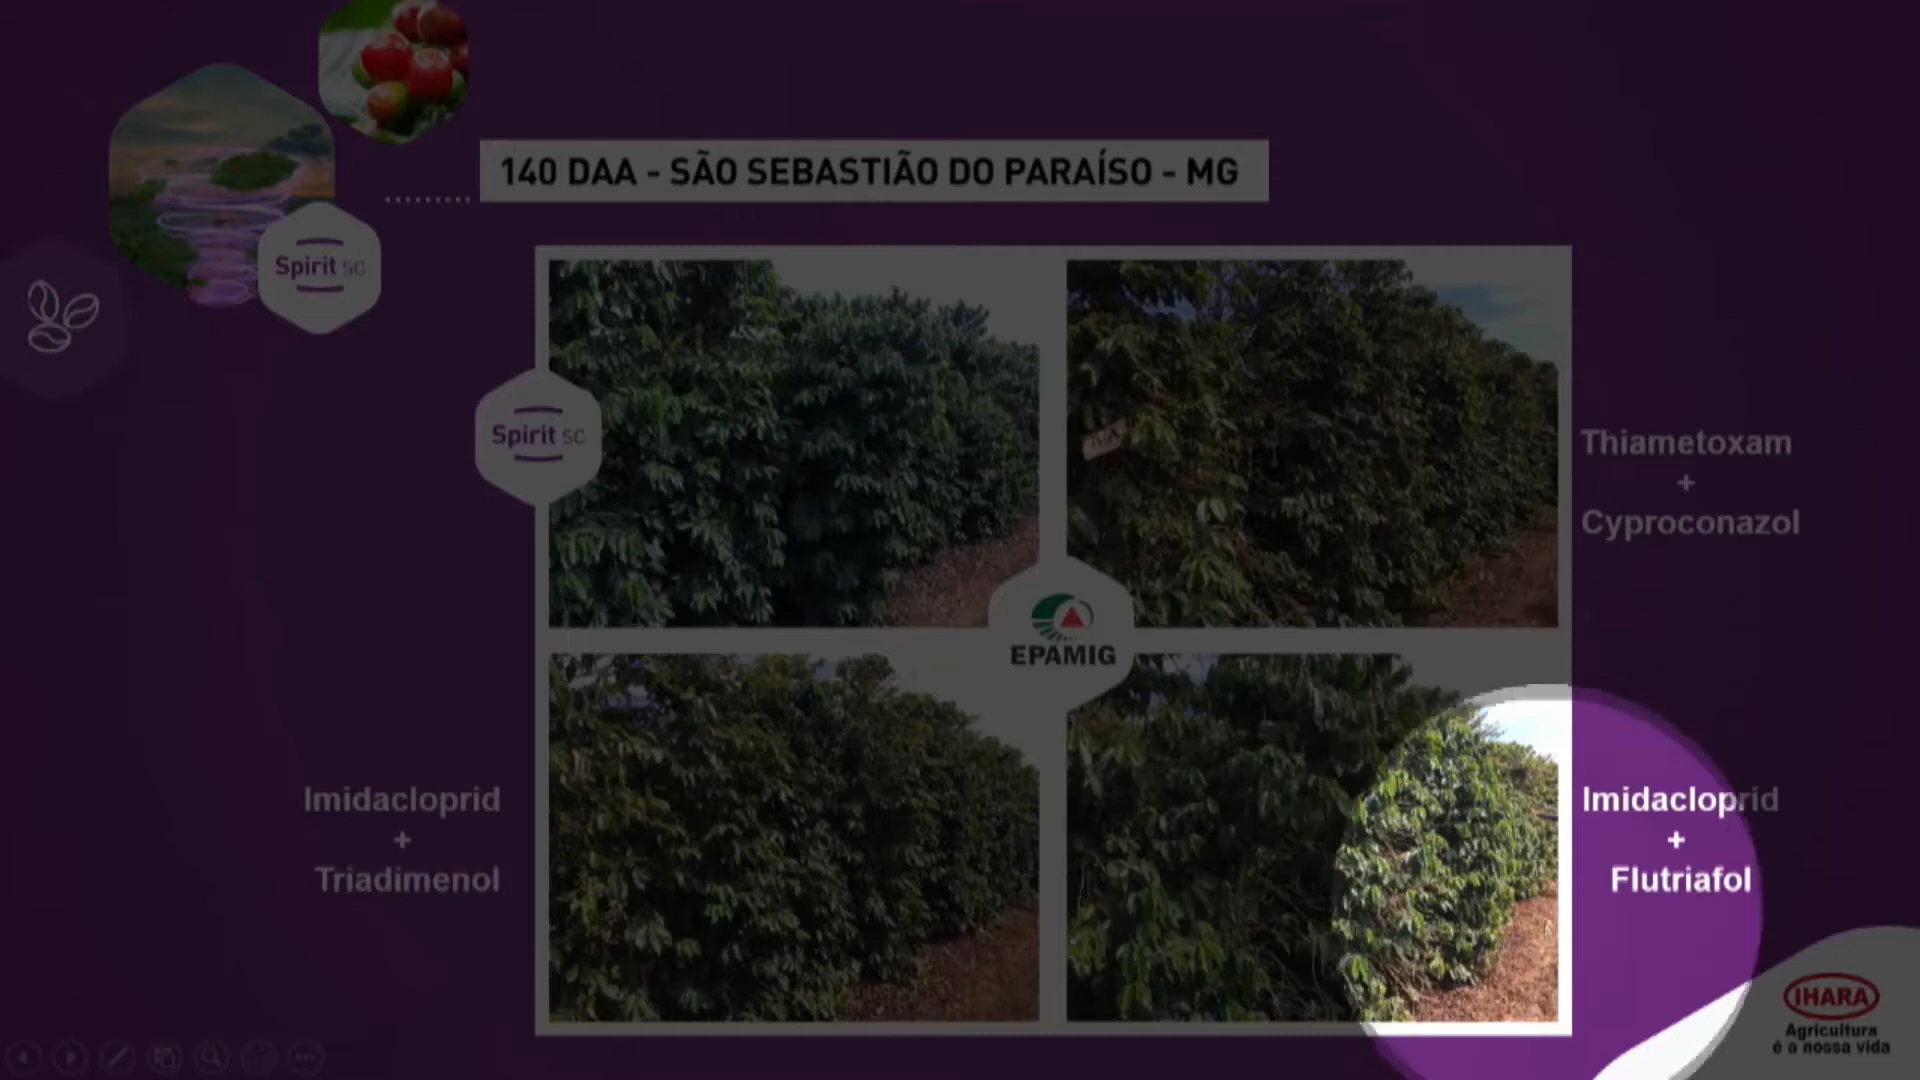 140 DAA - SÃO SEBASTIÃO DO PARAÍSO - MG
Spirit SC
Spirit SC
Thiametoxam
+
Cyproconazol
EPAMIG
Imidacloprid
+
Triadimenol
Imidacloprid
+
Flutriafol
IHARA
Agricultura
é a nossa vida